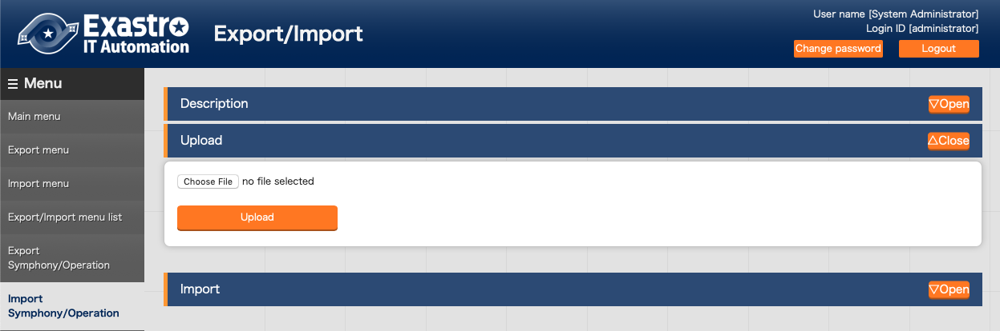 Exastro
IT Automation
Export/Import
User name [System Administrator]
Login ID [administrator]
Change password
Logout
☰ Menu
Main menu
Export menu
Import menu
Export/Import menu list
Export
Symphony/Operation
Import
Symphony/Operation
Description
▽Open
Upload
△Close
Choose File no file selected
Upload
Import
▽Open